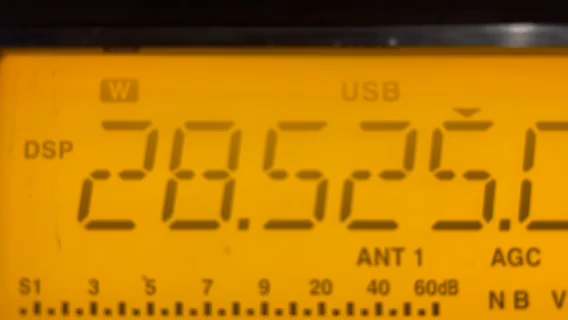 W USB
DSP 28.525.
ANT 1 AGC
S1 3 5 7 9 20 40 60dB
NB